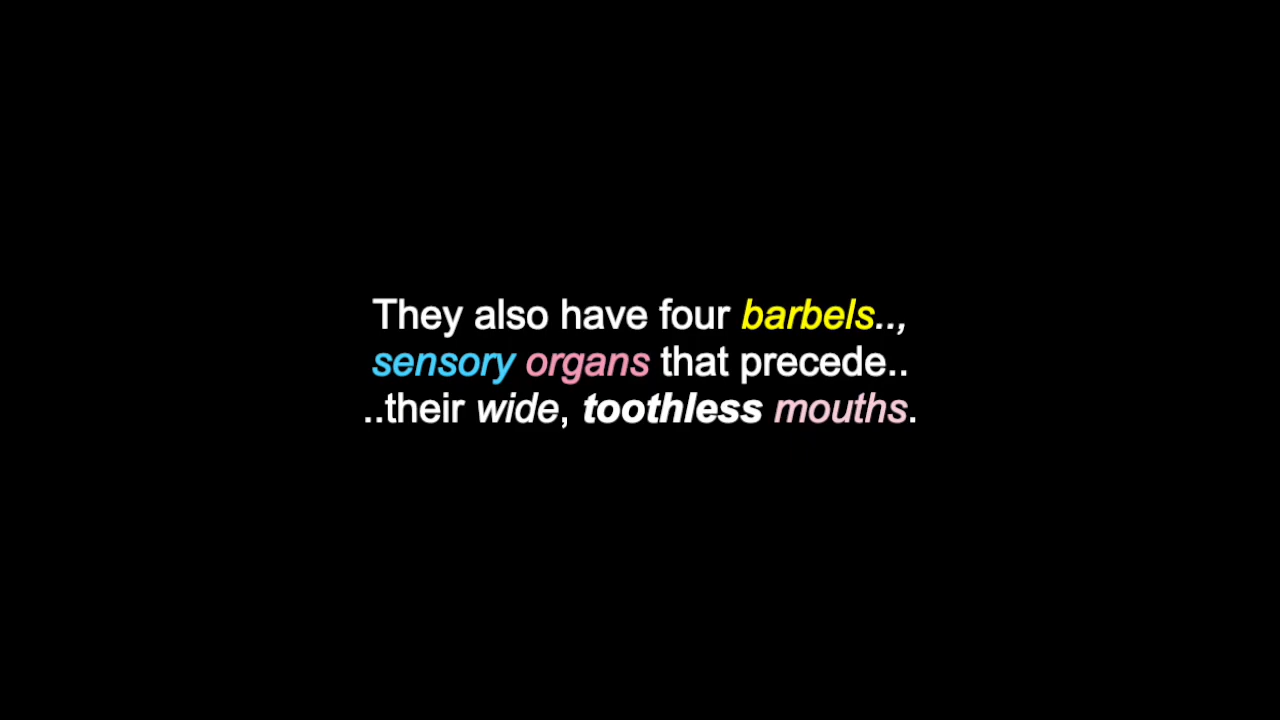 They also have four barbels..,
sensory organs that precede..
..their wide, toothless mouths.